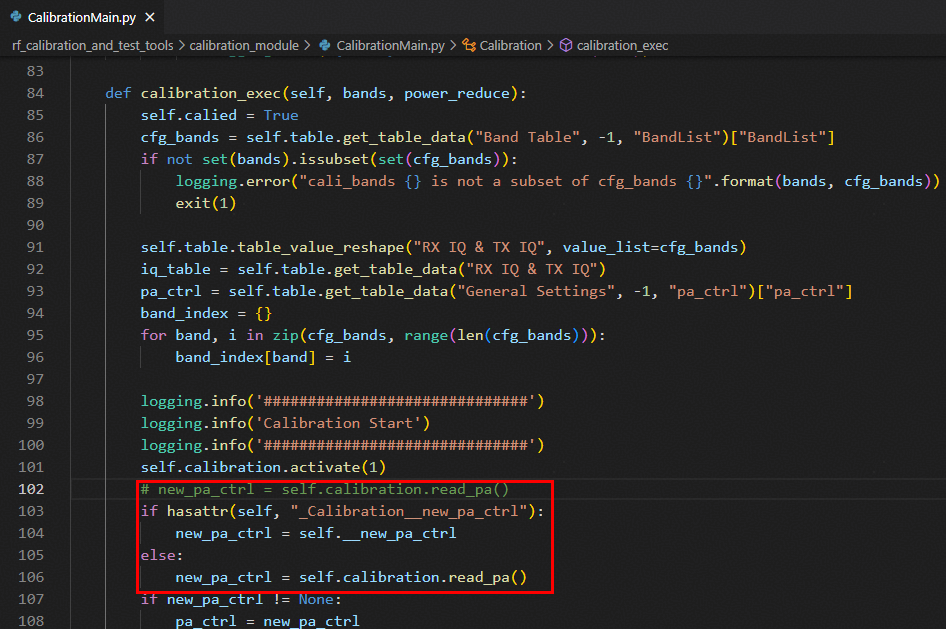 CalibrationMain.py ×
rf_calibration_and_test_tools > calibration_module > CalibrationMain.py > Calibration > calibration_exec
83
84     def calibration_exec(self, bands, power_reduce):
85         self.calied = True
86         cfg_bands = self.table.get_table_data("Band Table", -1, "BandList")["BandList"]
87         if not set(bands).issubset(set(cfg_bands)):
88             logging.error("cali_bands {} is not a subset of cfg_bands {}".format(bands, cfg_bands))
89             exit(1)
90
91         self.table.table_value_reshape("RX IQ & TX IQ", value_list=cfg_bands)
92         iq_table = self.table.get_table_data("RX IQ & TX IQ")
93         pa_ctrl = self.table.get_table_data("General Settings", -1, "pa_ctrl")["pa_ctrl"]
94         band_index = {}
95         for band, i in zip(cfg_bands, range(len(cfg_bands))):
96             band_index[band] = i
97
98         logging.info('##############################')
99         logging.info('Calibration Start')
100         logging.info('##############################')
101         self.calibration.activate(1)
102         # new_pa_ctrl = self.calibration.read_pa()
103         if hasattr(self, "_Calibration__new_pa_ctrl"):
104             new_pa_ctrl = self.__new_pa_ctrl
105         else:
106             new_pa_ctrl = self.calibration.read_pa()
107         if new_pa_ctrl != None:
108             pa_ctrl = new_pa_ctrl